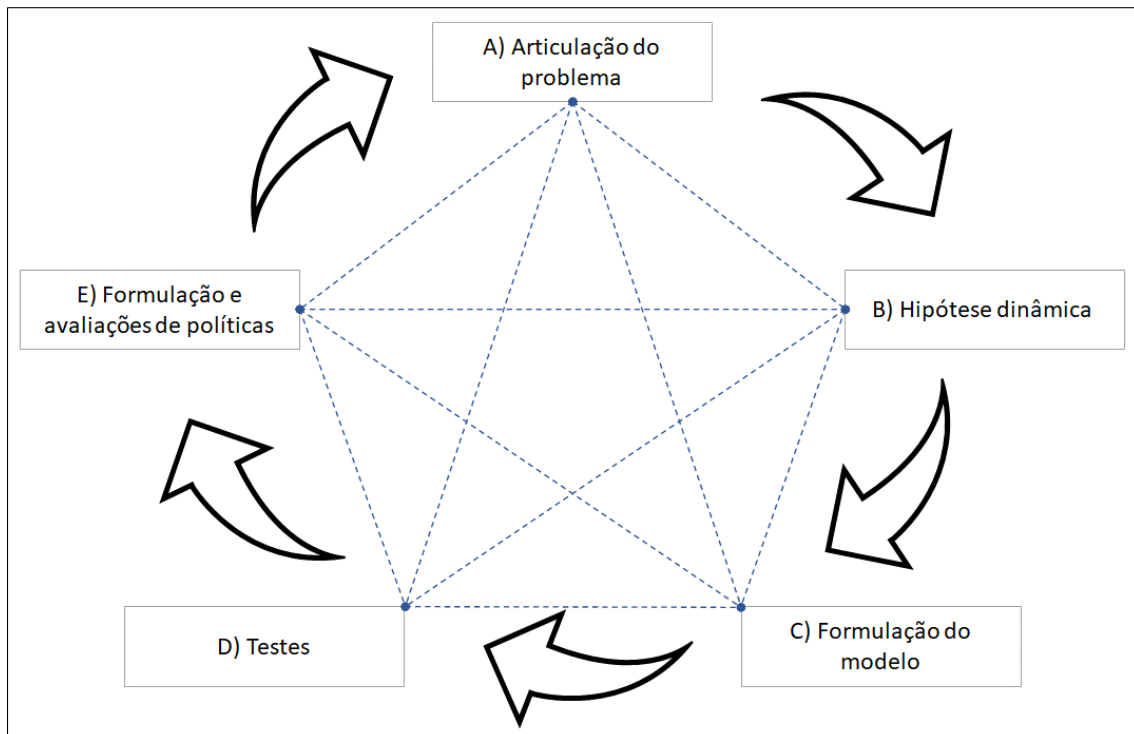 A) Articulação do
problema
E) Formulação e
avaliações de políticas
B) Hipótese dinâmica
D) Testes
C) Formulação do
modelo